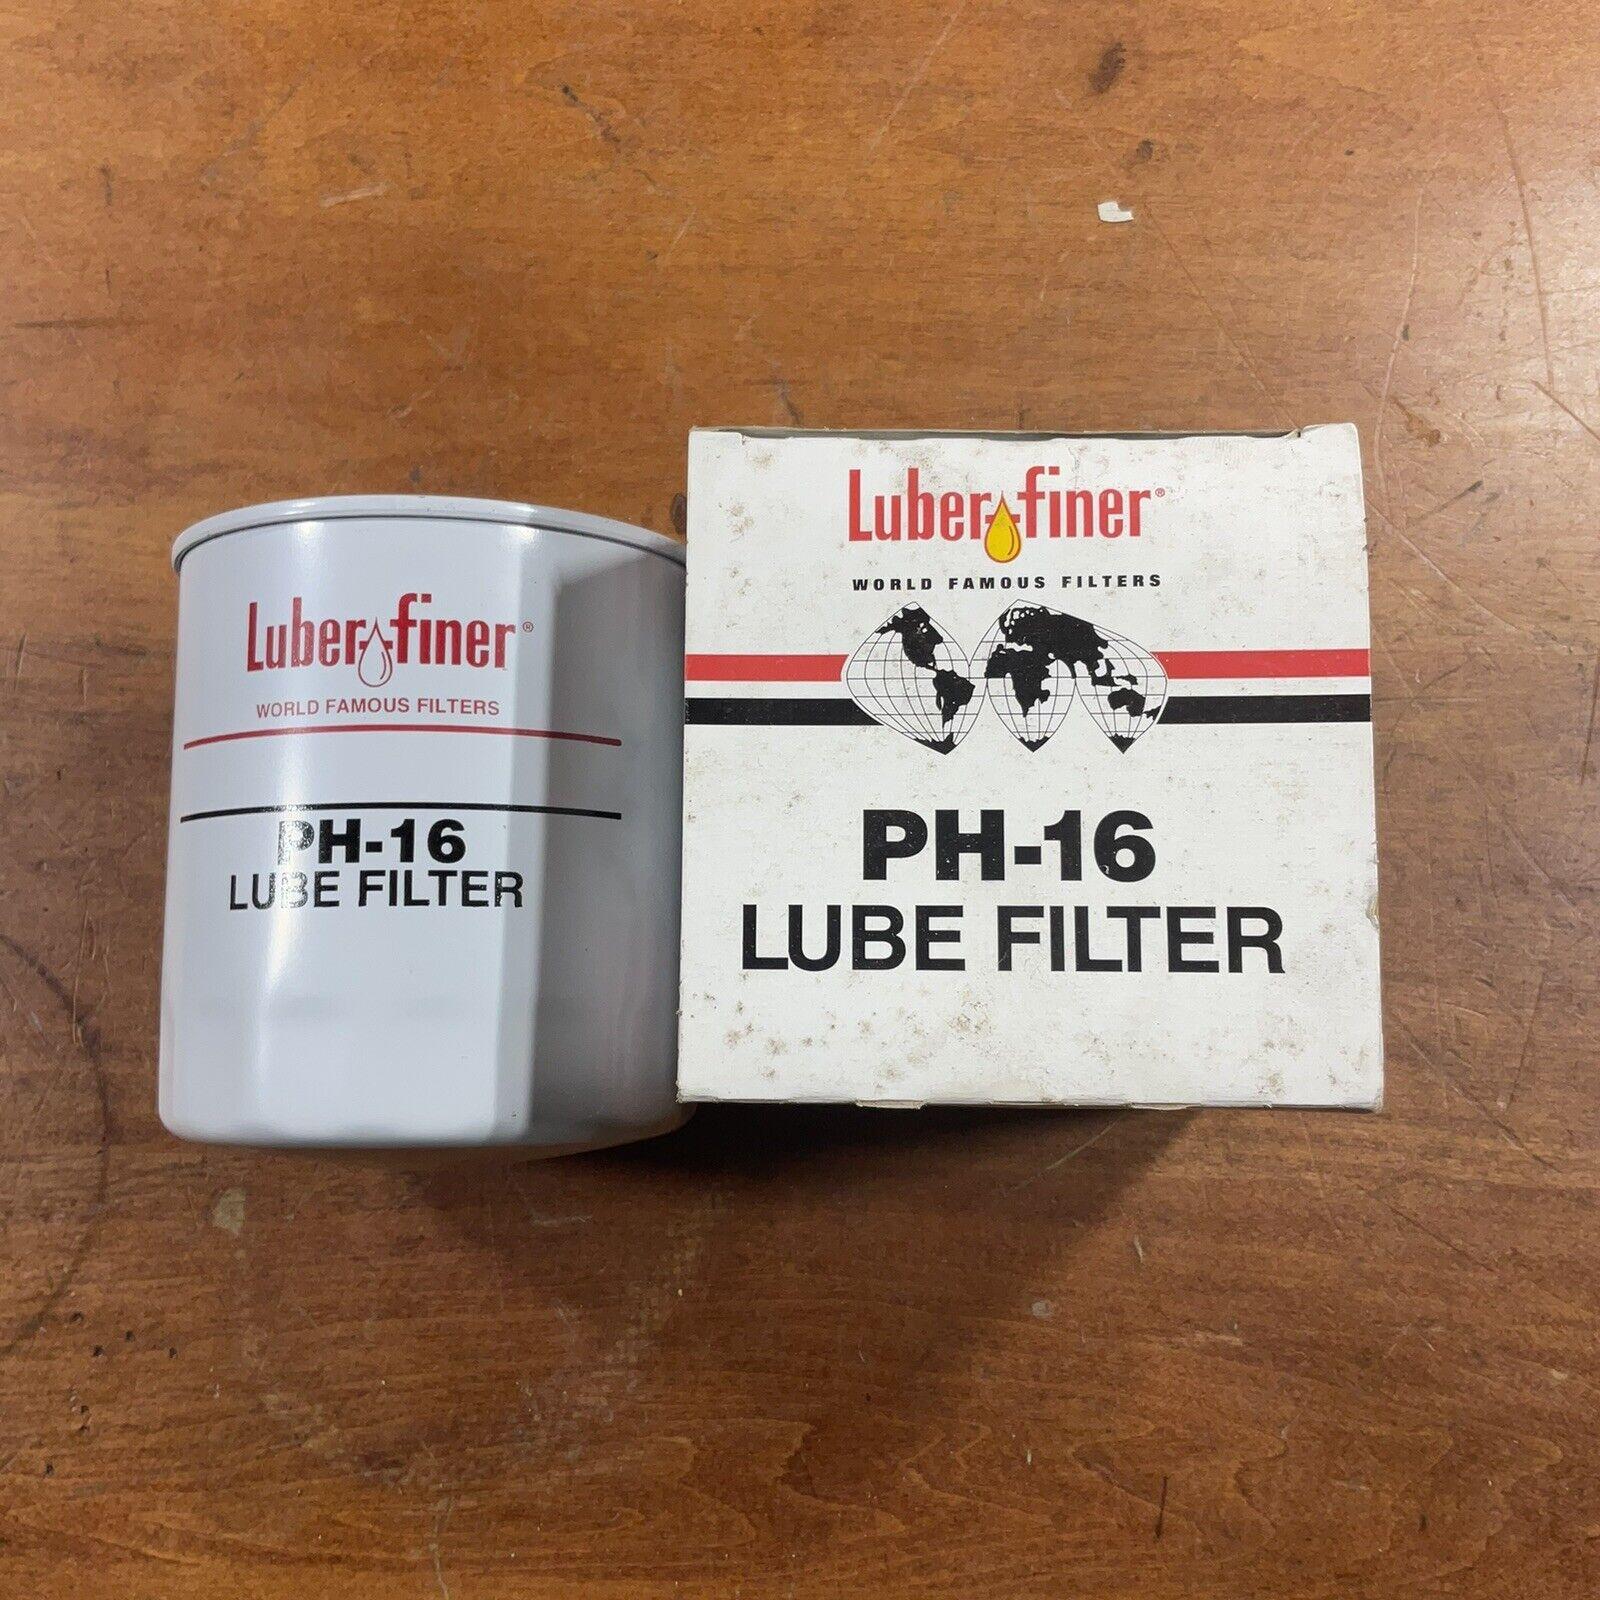 Luber-finer®
WORLD FAMOUS FILTERS
PH-16
LUBE FILTER
Luber-finer®
WORLD FAMOUS FILTERS
PH-16
LUBE FILTER